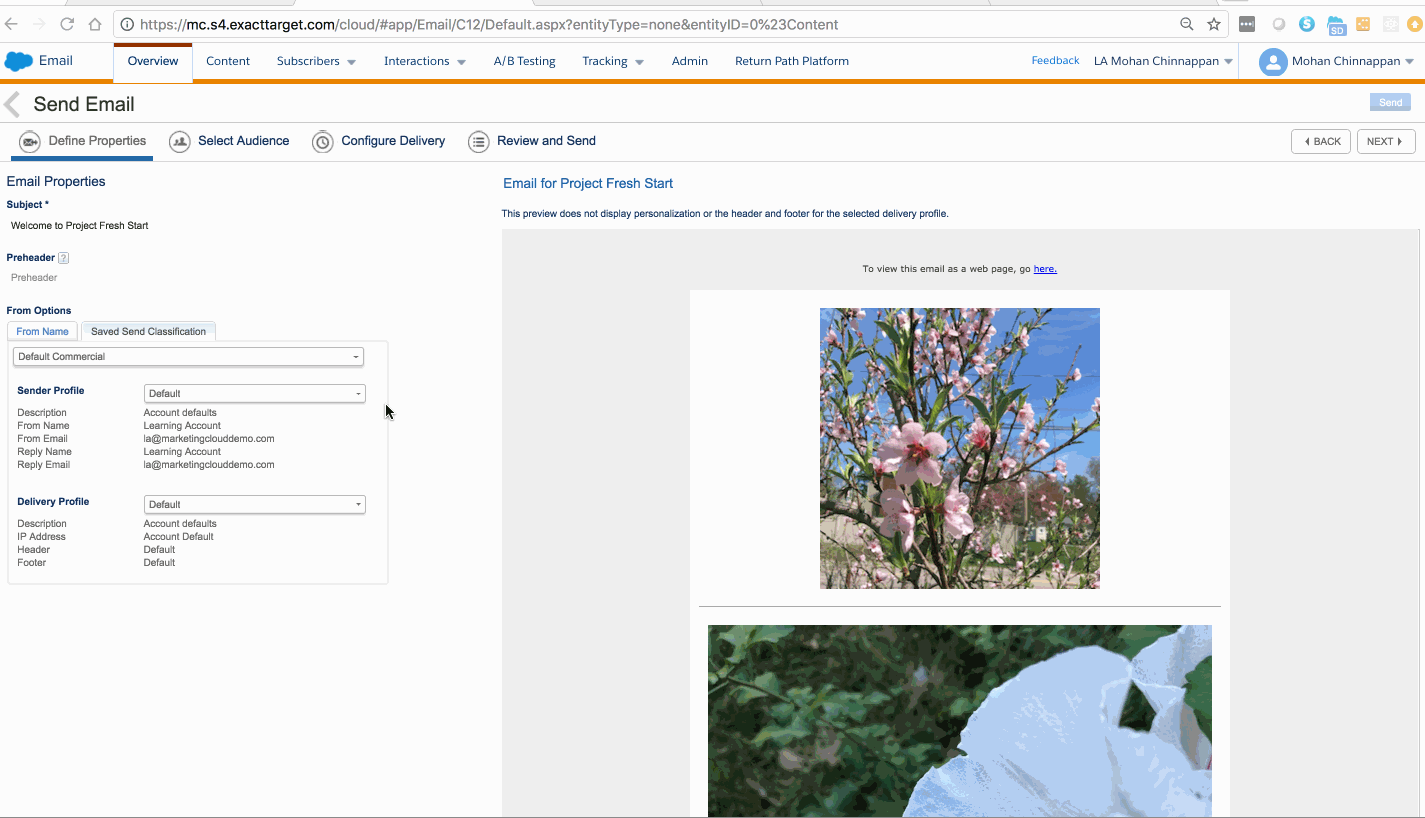 https://mc.s4.exacttarget.com/cloud/#app/Email/C12/Default.aspx?entityType=none&entityID=0%23Content
SD
Email Overview Content Subscribers Interactions A/B Testing Tracking Admin Return Path Platform Feedback LA Mohan Chinnappan Mohan Chinnappan
Send Email Send
Define Properties Select Audience Configure Delivery Review and Send BACK NEXT
Email Properties
Subject *
Welcome to Project Fresh Start
Preheader ?
Preheader
From Options
From Name Saved Send Classification
Default Commercial
Sender Profile Default
Description Account defaults
From Name Learning Account
From Email la@marketingclouddemo.com
Reply Name Learning Account
Reply Email la@marketingclouddemo.com
Delivery Profile Default
Description Account defaults
IP Address Account Default
Header Default
Footer Default
Email for Project Fresh Start
This preview does not display personalization or the header and footer for the selected delivery profile.
To view this email as a web page, go here.